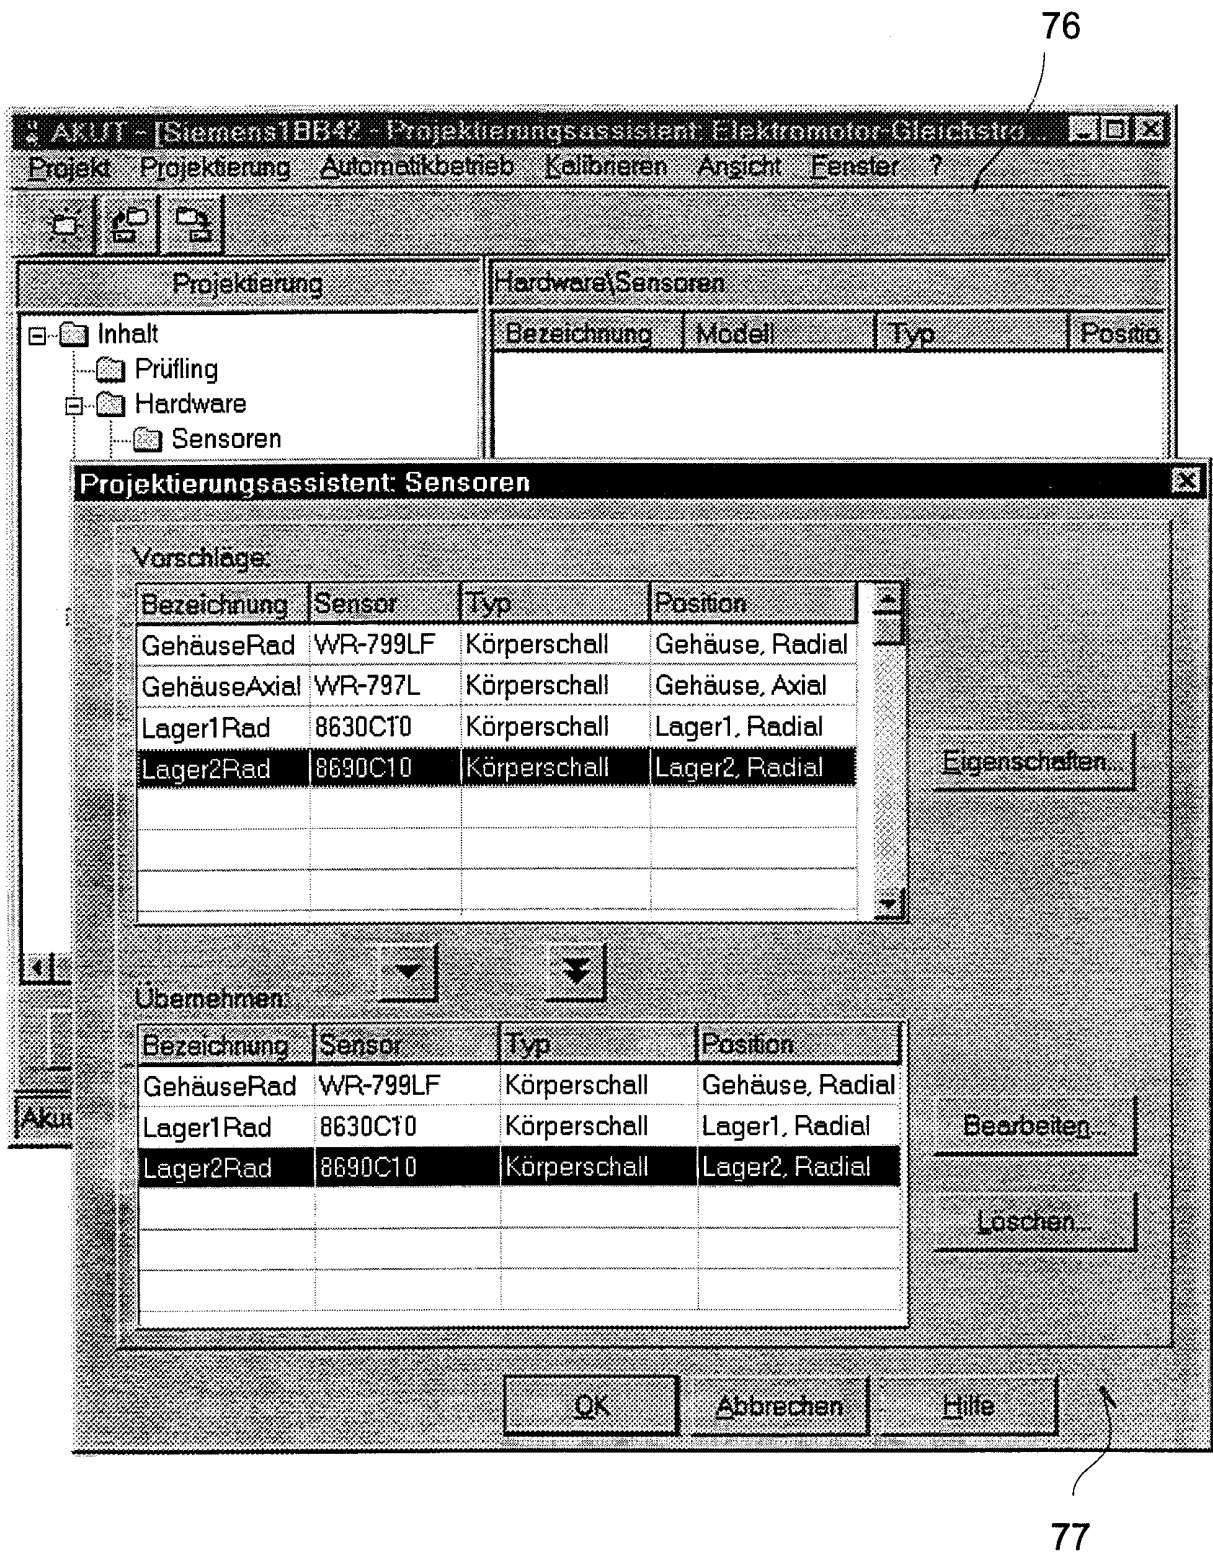 76
AKUT - [Siemens1BB42 - Projektierungsassistent Elektromotor-Gleichstro...
Projekt Projektierung Automatikbetrieb Kalibrieren Ansicht Fenster ?
Projektierung
Hardware\Sensoren
Inhalt
Bezeichnung Modell Typ Positio
Prüfling
Hardware
Sensoren
Projektierungsassistent: Sensoren
Vorschläge:
Bezeichnung Sensor Typ Position
GehäuseRad WR-799LF Körperschall Gehäuse, Radial
GehäuseAxial WR-797L Körperschall Gehäuse, Axial
Lager1Rad 8630C10 Körperschall Lager1, Radial
Lager2Rad 8690C10 Körperschall Lager2, Radial
Eigenschaften...
Übernehmen:
Bezeichnung Sensor Typ Position
GehäuseRad WR-799LF Körperschall Gehäuse, Radial
Lager1Rad 8630C10 Körperschall Lager1, Radial
Lager2Rad 8690C10 Körperschall Lager2, Radial
Bearbeiten...
Löschen...
Aku
OK Abbrechen Hilfe
77